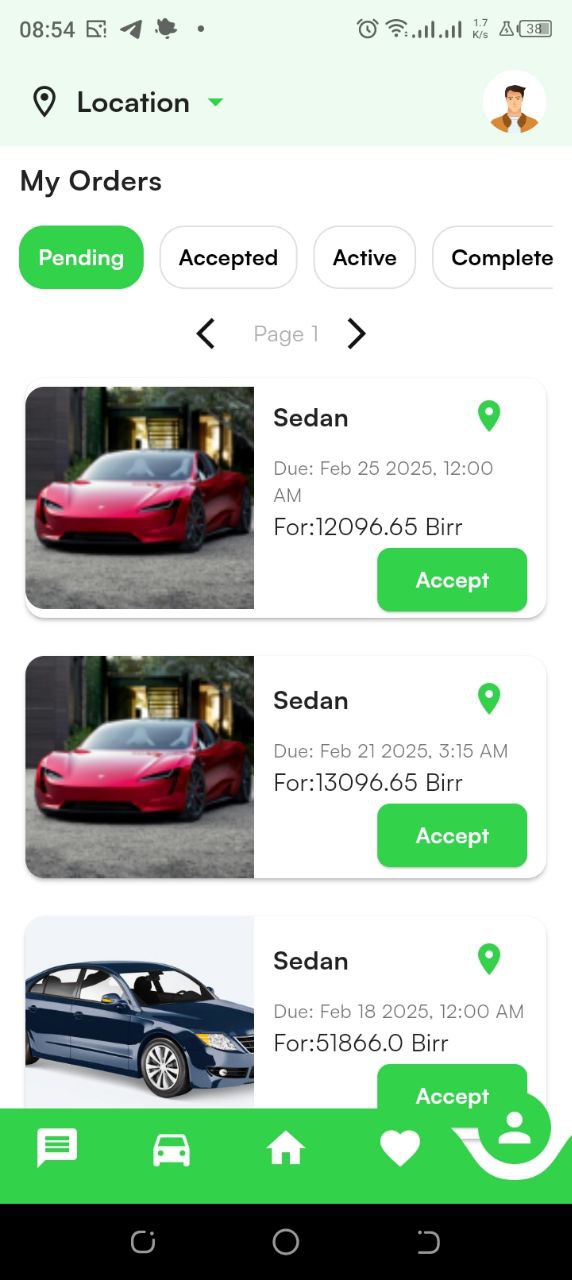 08:54
1.7
K/s
38
Location
My Orders
Pending Accepted Active Complete
Page 1
Sedan
Due: Feb 25 2025, 12:00
AM
For:12096.65 Birr
Accept
Sedan
Due: Feb 21 2025, 3:15 AM
For:13096.65 Birr
Accept
Sedan
Due: Feb 18 2025, 12:00 AM
For:51866.0 Birr
Accept